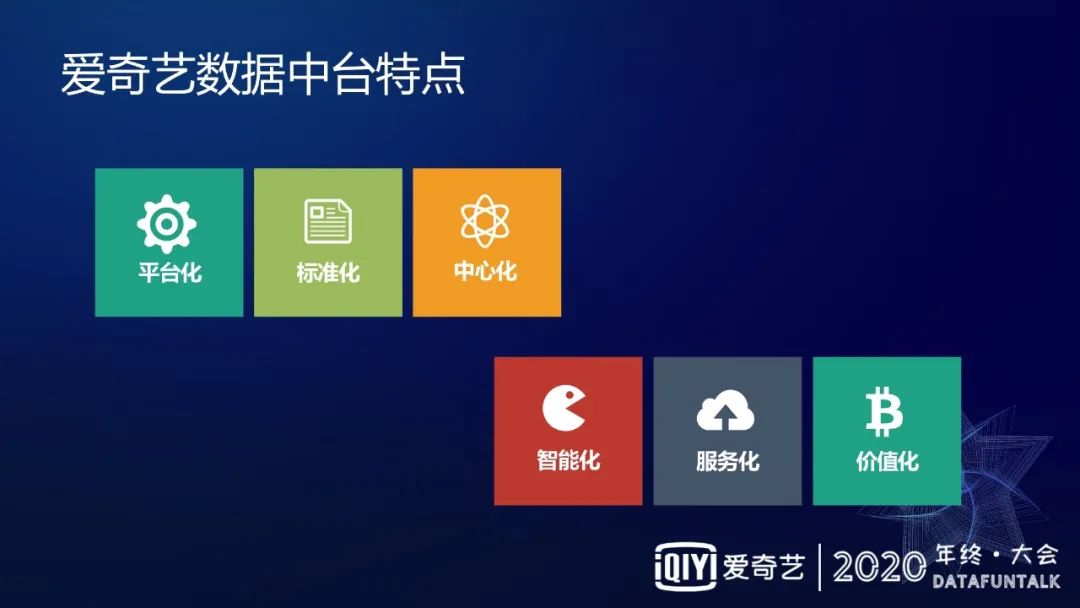 爱奇艺数据中台特点
平台化
标准化
中心化
智能化
服务化
价值化
iQIYI 爱奇艺
2020 年终·大会
DATAFUNTALK